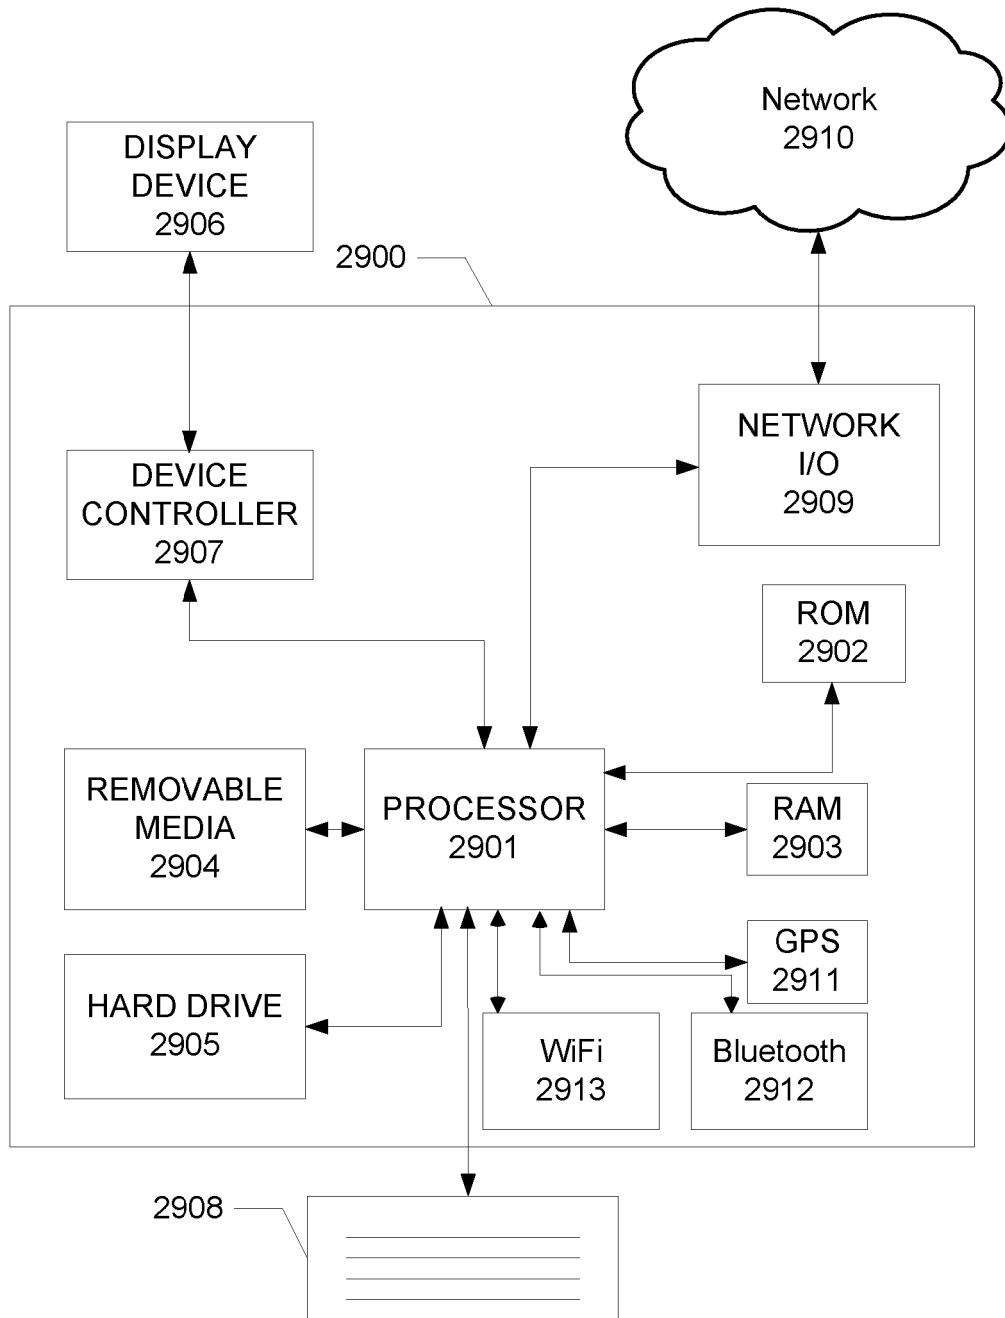 Network
2910
DISPLAY
DEVICE
2906
2900
NETWORK
I/O
2909
DEVICE
CONTROLLER
2907
ROM
2902
REMOVABLE
MEDIA
2904
PROCESSOR
2901
RAM
2903
GPS
2911
HARD DRIVE
2905
WiFi
2913
Bluetooth
2912
2908